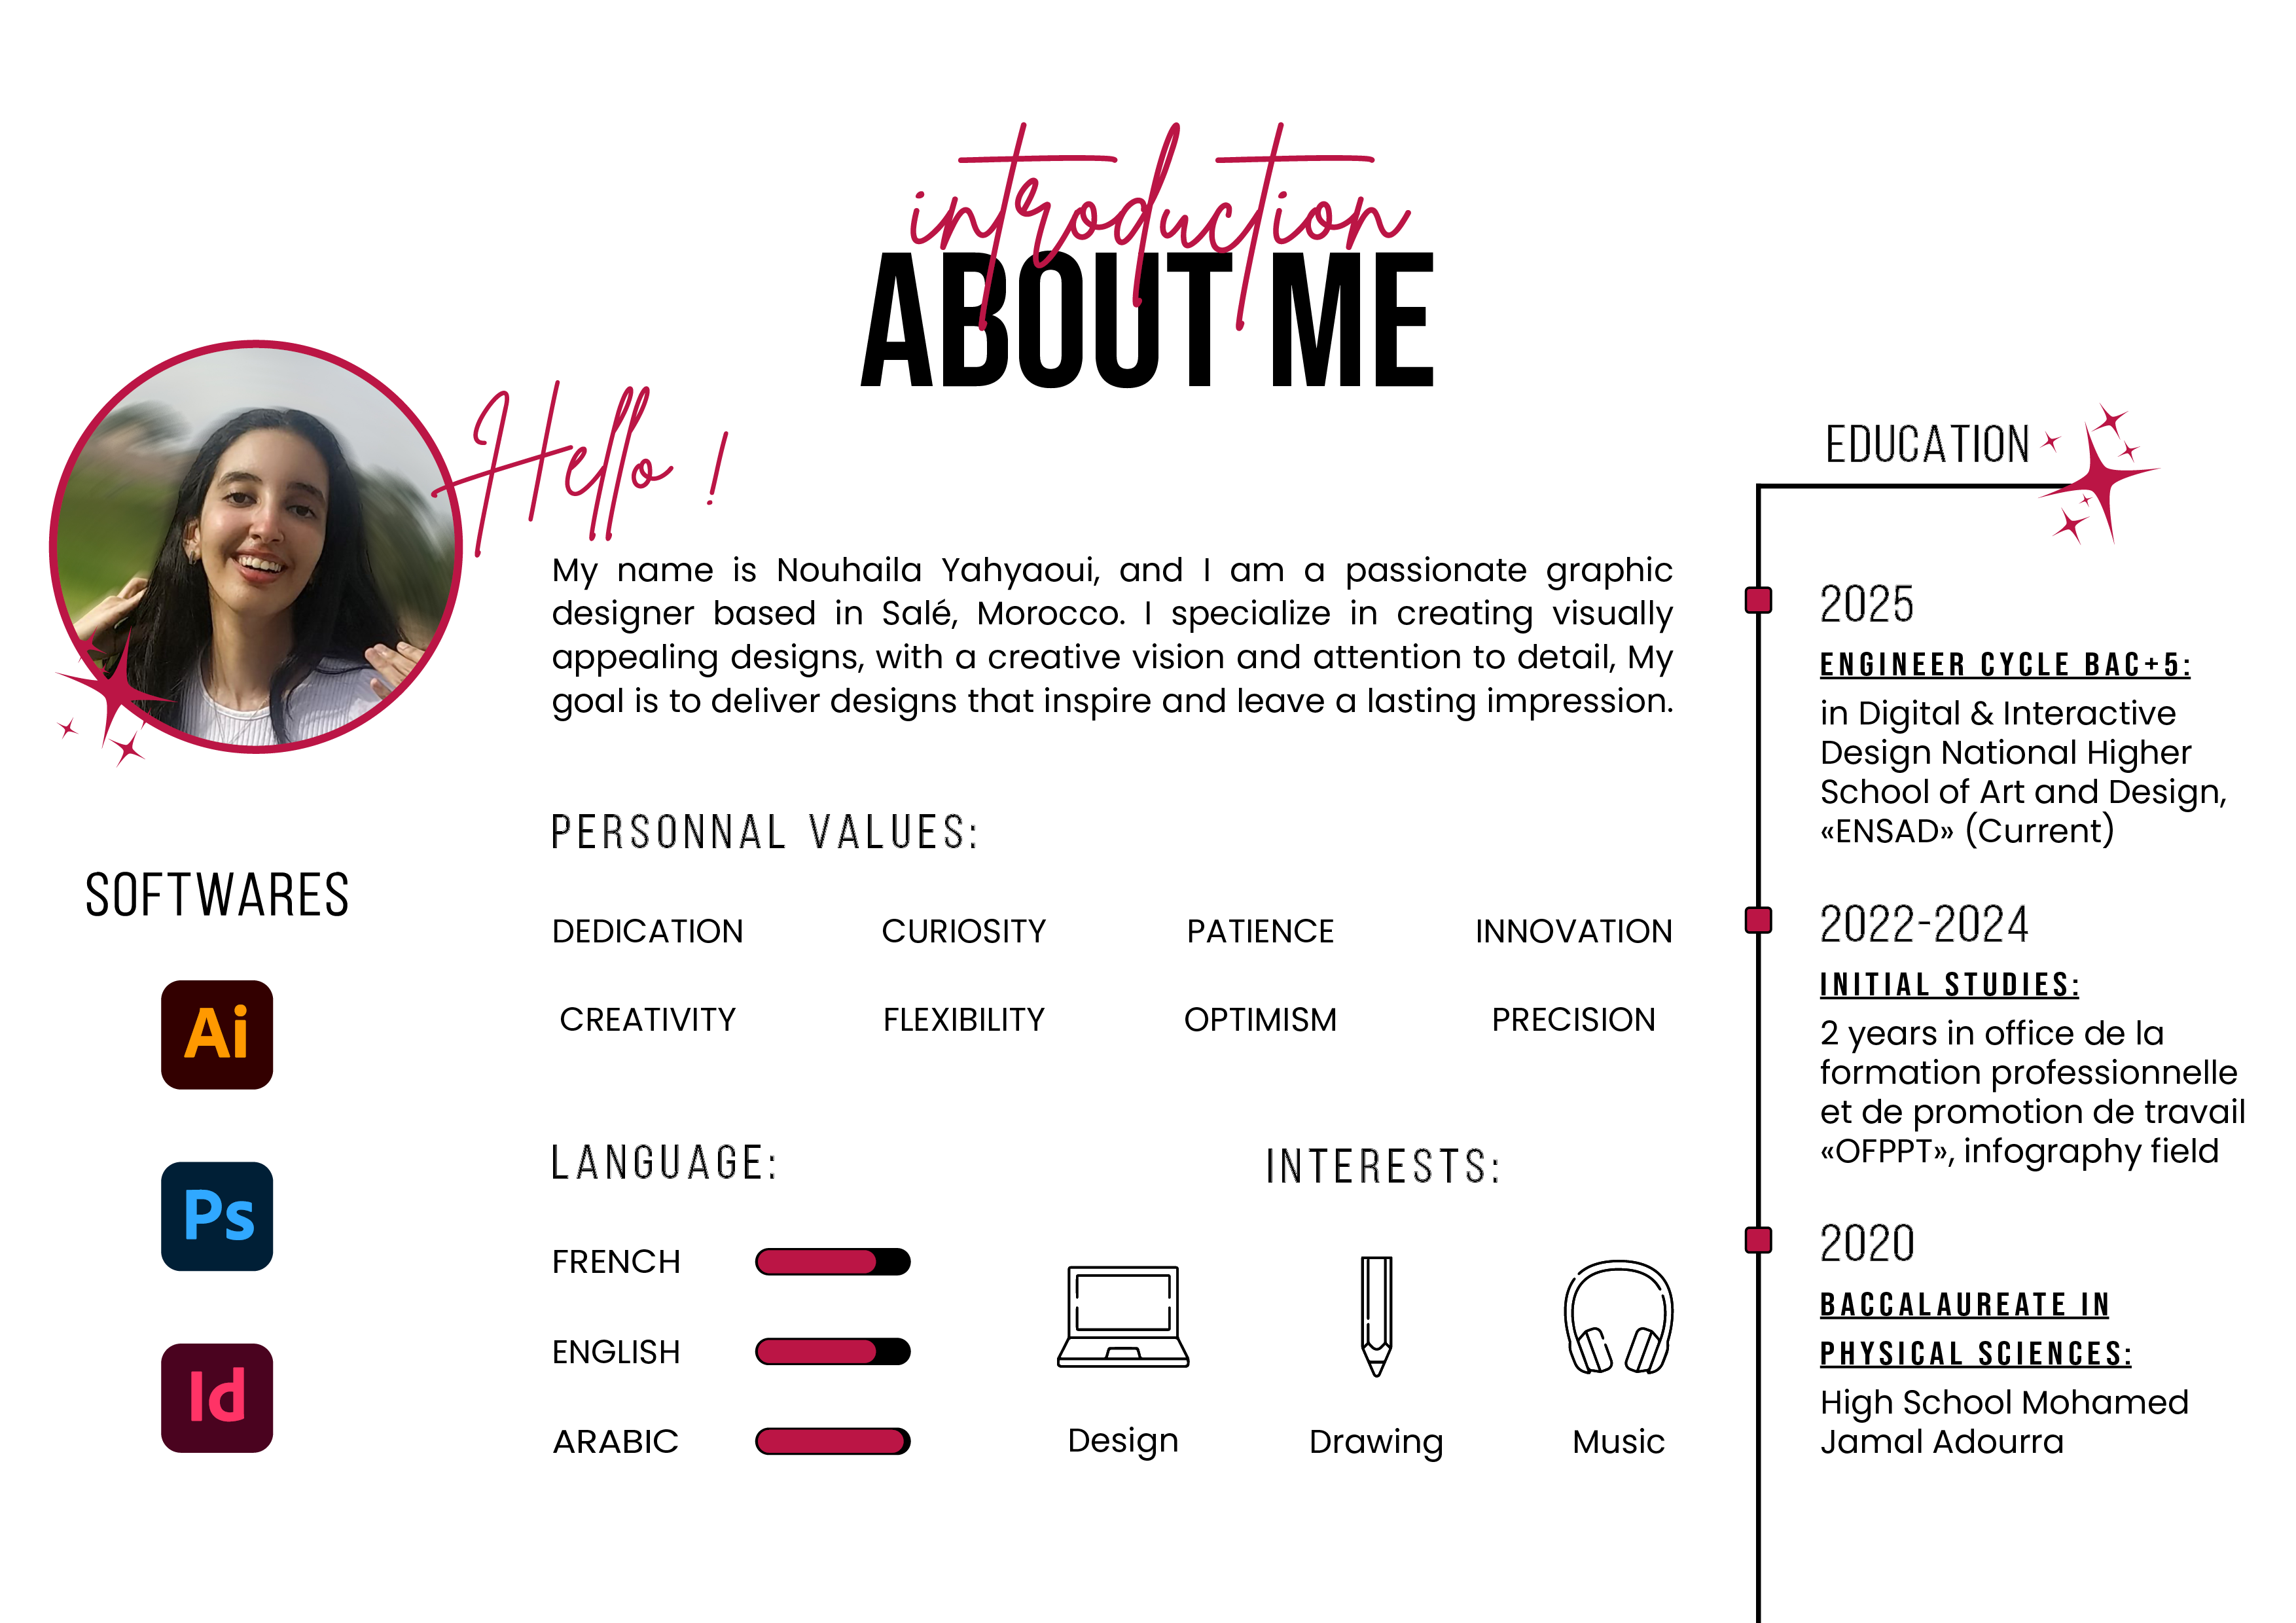 introduction
ABOUT ME
Hello !
My name is Nouhaila Yahyaoui, and I am a passionate graphic
designer based in Salé, Morocco. I specialize in creating visually
appealing designs, with a creative vision and attention to detail, My
goal is to deliver designs that inspire and leave a lasting impression.
SOFTWARES
Ai
Ps
Id
PERSONNAL VALUES:
DEDICATION CURIOSITY PATIENCE INNOVATION
CREATIVITY FLEXIBILITY OPTIMISM PRECISION
LANGUAGE:
FRENCH
ENGLISH
ARABIC
INTERESTS:
Design Drawing Music
EDUCATION
2025
ENGINEER CYCLE BAC+5:
in Digital & Interactive
Design National Higher
School of Art and Design,
«ENSAD» (Current)
2022-2024
INITIAL STUDIES:
2 years in office de la
formation professionnelle
et de promotion de travail
«OFPPT», infography field
2020
BACCALAUREATE IN
PHYSICAL SCIENCES:
High School Mohamed
Jamal Adourra